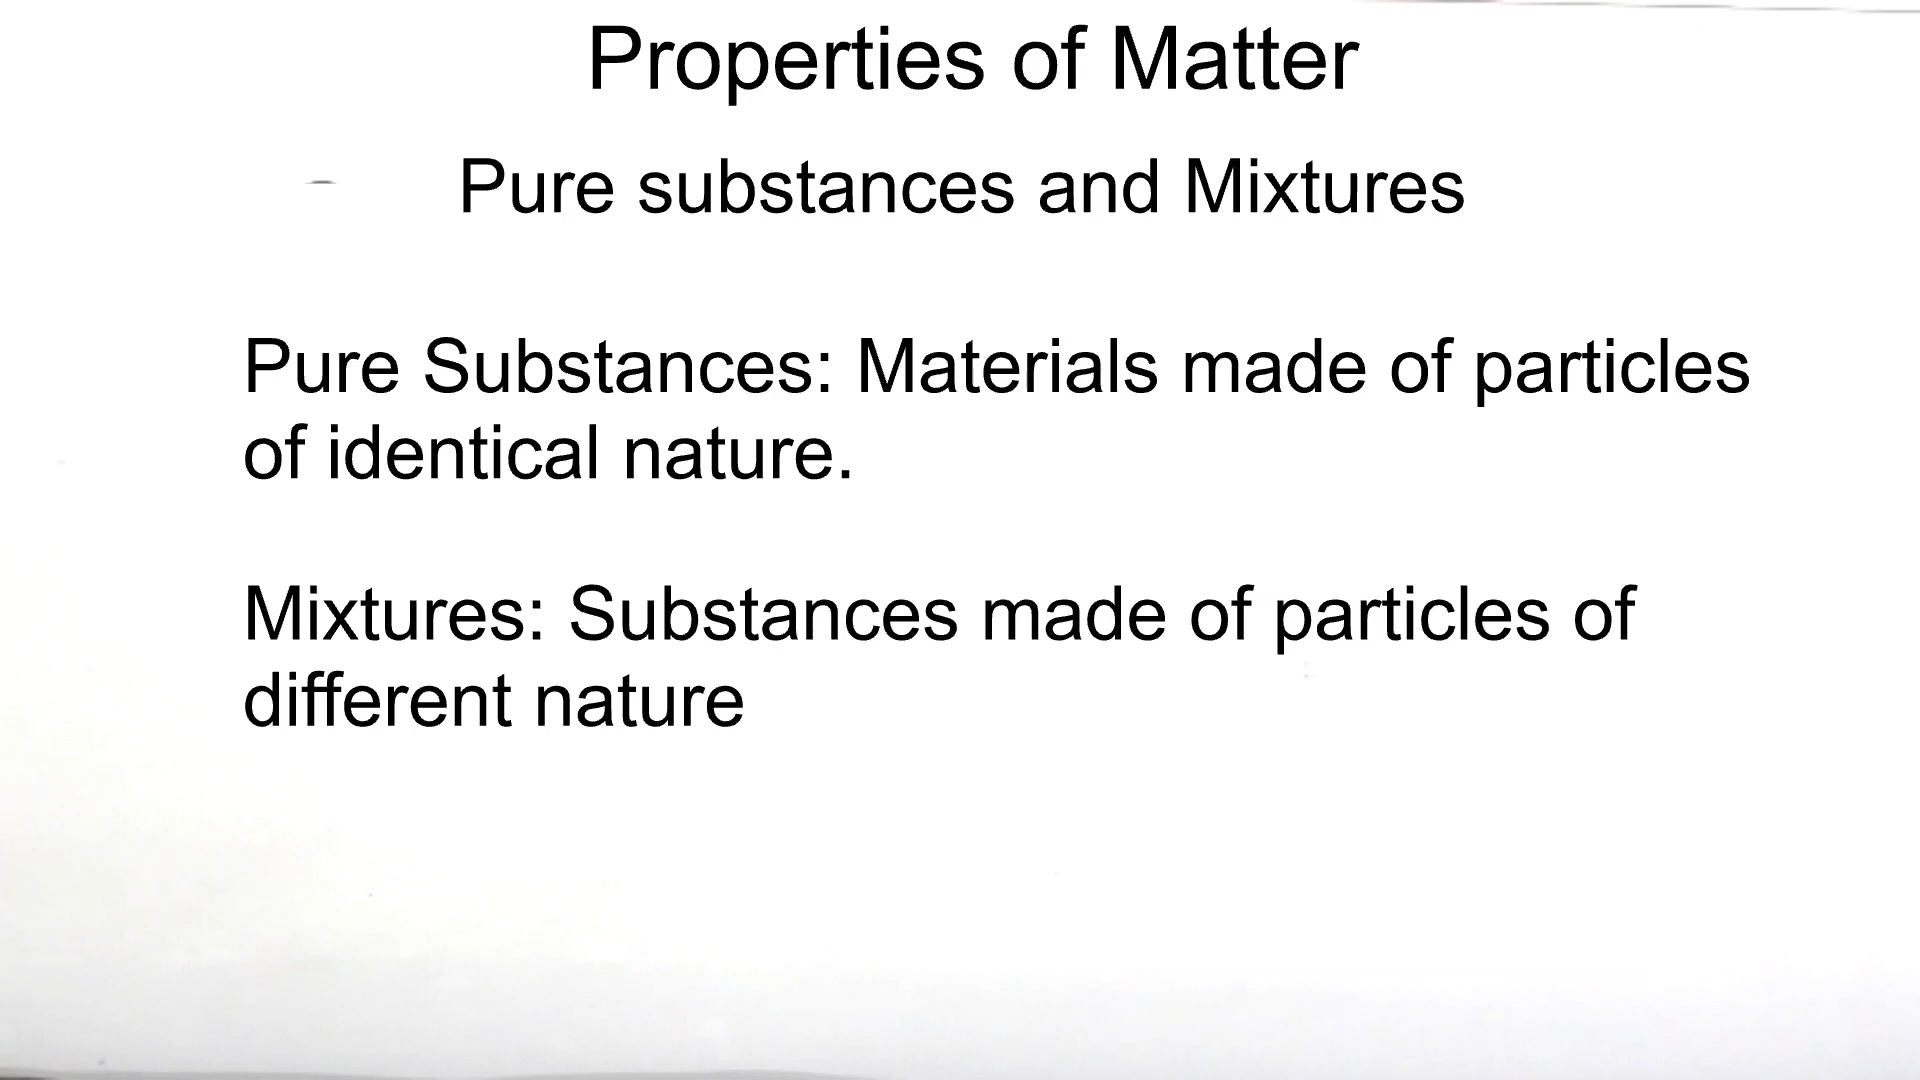 Properties of Matter
Pure substances and Mixtures
Pure Substances: Materials made of particles
of identical nature.
Mixtures: Substances made of particles of
different nature